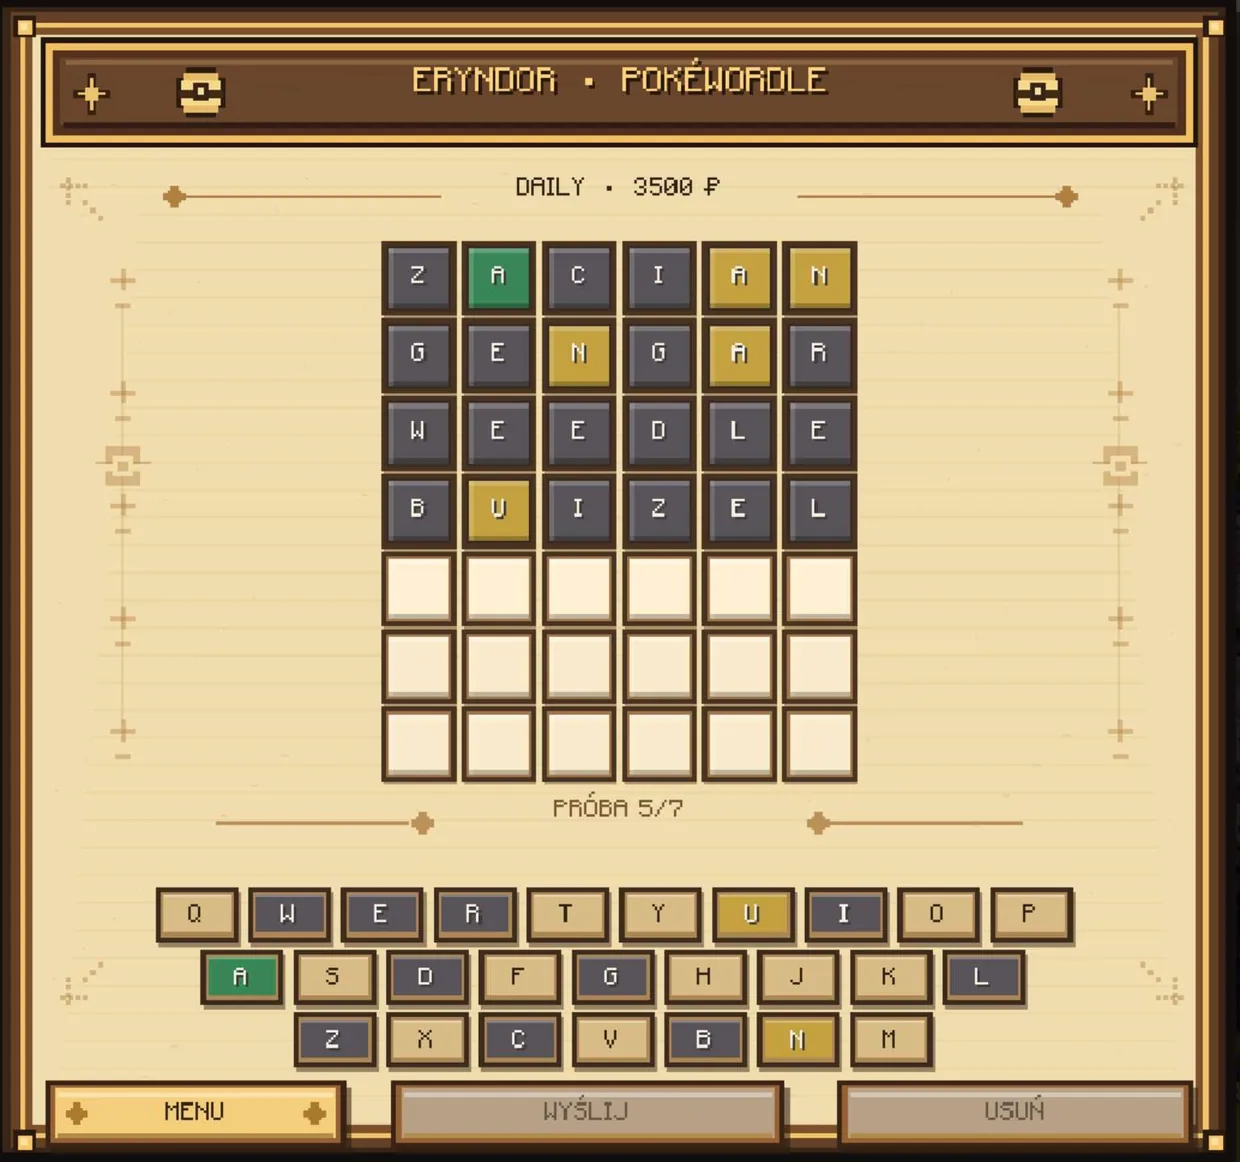 ERYNDOR · POKÉWORDLE
DAILY · 3500 ₽
Z A C I A N
G E N G A R
W E E D L E
B U I Z E L
PRÓBA 5/7
Q W E R T Y U I O P
A S D F G H J K L
Z X C V B N M
MENU WYŚLIJ USUŃ